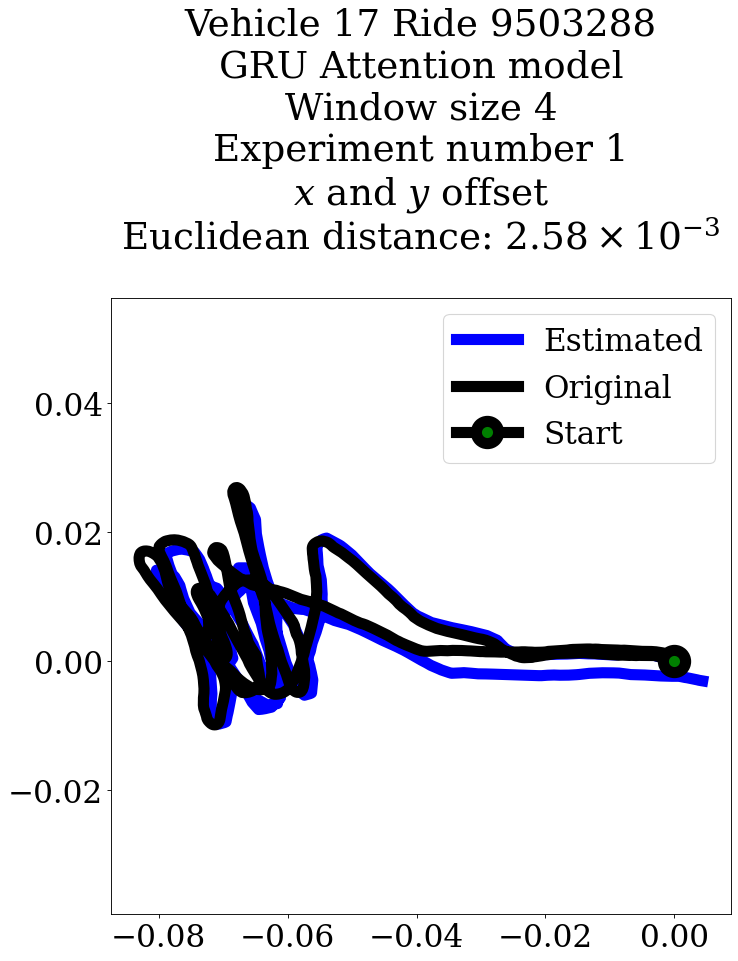 Vehicle 17 Ride 9503288
GRU Attention model
Window size 4
Experiment number 1
x and y offset
Euclidean distance: 2.58 × 10⁻³
Estimated
Original
Start
0.04
0.02
0.00
−0.02
−0.08
−0.06
−0.04
−0.02
0.00